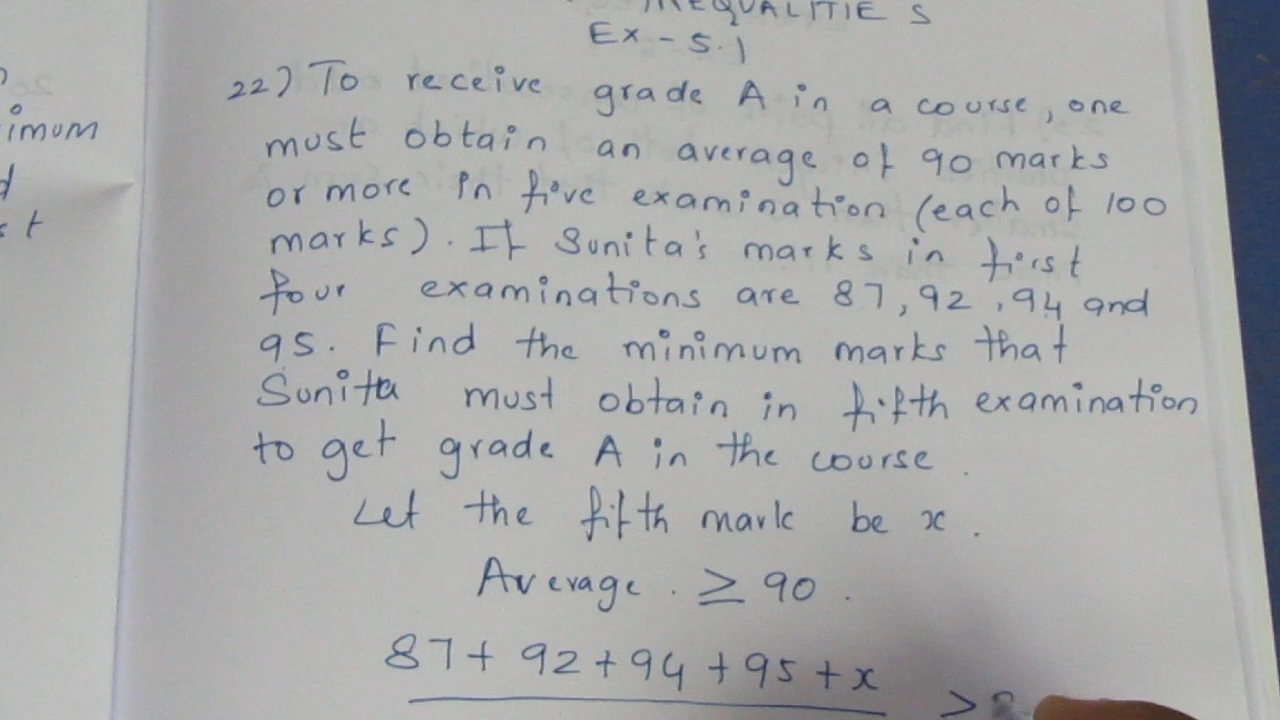 INEQUALITIES
Ex - 5.1
imum
22) To receive grade A in a course, one
must obtain an average of 90 marks
or more in five examination (each of 100
marks). If Sunita's marks in first
four examinations are 87, 92, 94 and
95. Find the minimum marks that
Sunita must obtain in fifth examination
to get grade A in the course.
Let the fifth mark be x.
Average. ≥ 90.
87 + 92 + 94 + 95 + x >